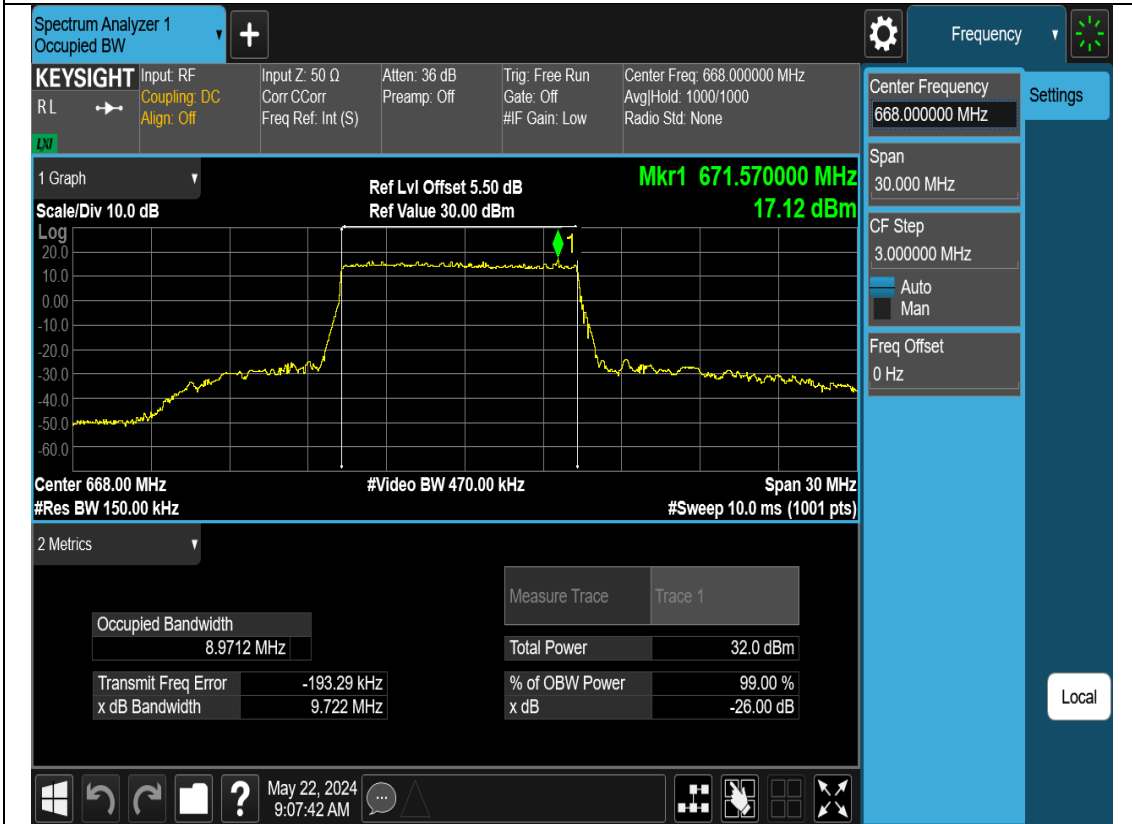 Spectrum Analyzer 1
Occupied BW
▼
+
Frequency
▼
KEYSIGHT
RL
LXI
Input: RF
Coupling: DC
Align: Off
Input Z: 50 Ω
Corr CCorr
Freq Ref: Int (S)
Atten: 36 dB
Preamp: Off
Trig: Free Run
Gate: Off
#IF Gain: Low
Center Freq: 668.000000 MHz
Avg|Hold: 1000/1000
Radio Std: None
Center Frequency
668.000000 MHz
Settings
Span
30.000 MHz
CF Step
3.000000 MHz
Auto
Man
Freq Offset
0 Hz
Local
1 Graph
▼
Scale/Div 10.0 dB
Ref Lvl Offset 5.50 dB
Ref Value 30.00 dBm
Mkr1 671.570000 MHz
17.12 dBm
Log
1
20.0
10.0
0.00
-10.0
-20.0
-30.0
-40.0
-50.0
-60.0
Center 668.00 MHz
#Video BW 470.00 kHz
Span 30 MHz
#Res BW 150.00 kHz
#Sweep 10.0 ms (1001 pts)
2 Metrics
▼
Measure Trace Trace 1
Occupied Bandwidth
8.9712 MHz
Total Power 32.0 dBm
Transmit Freq Error -193.29 kHz
% of OBW Power 99.00 %
x dB Bandwidth 9.722 MHz
x dB -26.00 dB
?
May 22, 2024
9:07:42 AM